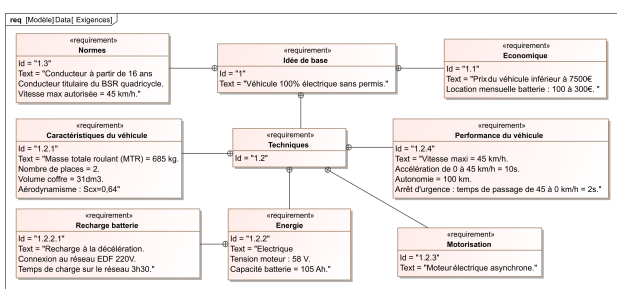 req [Modèle]Data[ Exigences]
«requirement»
Normes
Id = "1.3"
Text = "Conducteur à partir de 16 ans
Conducteur titulaire du BSR quadricycle.
Vitesse max autorisée = 45 km/h."
«requirement»
Idée de base
Id = "1"
Text = "Véhicule 100% électrique sans permis."
«requirement»
Economique
Id = "1.1"
Text = "Prix du véhicule inférieur à 7500€
Location mensuelle batterie : 100 à 300€. "
«requirement»
Caractéristiques du véhicule
Id = "1.2.1"
Text = "Masse totale roulant (MTR) = 685 kg.
Nombre de places = 2.
Volume coffre = 31dm3.
Aérodynamisme : Scx=0,64"
«requirement»
Techniques
Id = "1.2"
«requirement»
Performance du véhicule
Id = "1.2.4"
Text = "Vitesse maxi = 45 km/h.
Accélération de 0 à 45 km/h = 10s.
Autonomie = 100 km.
Arrêt d'urgence : temps de passage de 45 à 0 km/h = 2s."
«requirement»
Recharge batterie
Id = "1.2.2.1"
Text = "Recharge à la décélération.
Connexion au réseau EDF 220V.
Temps de charge sur le réseau 3h30."
«requirement»
Energie
Id = "1.2.2"
Text = "Electrique
Tension moteur : 58 V.
Capacité batterie = 105 Ah."
«requirement»
Motorisation
Id = "1.2.3"
Text = "Moteur électrique asynchrone."